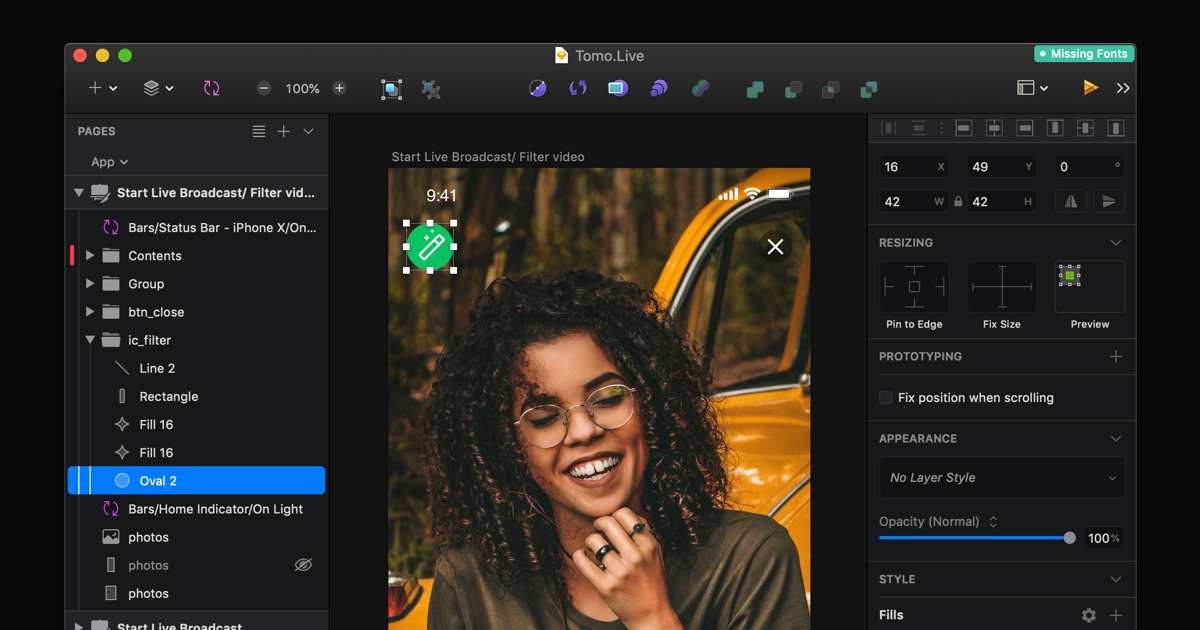 Tomo.Live
Missing Fonts
100%
PAGES
App
Start Live Broadcast/ Filter vid...
Bars/Status Bar - iPhone X/On...
Contents
Group
btn_close
ic_filter
Line 2
Rectangle
Fill 16
Fill 16
Oval 2
Bars/Home Indicator/On Light
photos
photos
photos
Start Live Broadcast
Start Live Broadcast/ Filter video
9:41
16 X 49 Y 0 °
42 W 42 H
RESIZING
Pin to Edge Fix Size Preview
PROTOTYPING
Fix position when scrolling
APPEARANCE
No Layer Style
Opacity (Normal)
100%
STYLE
Fills